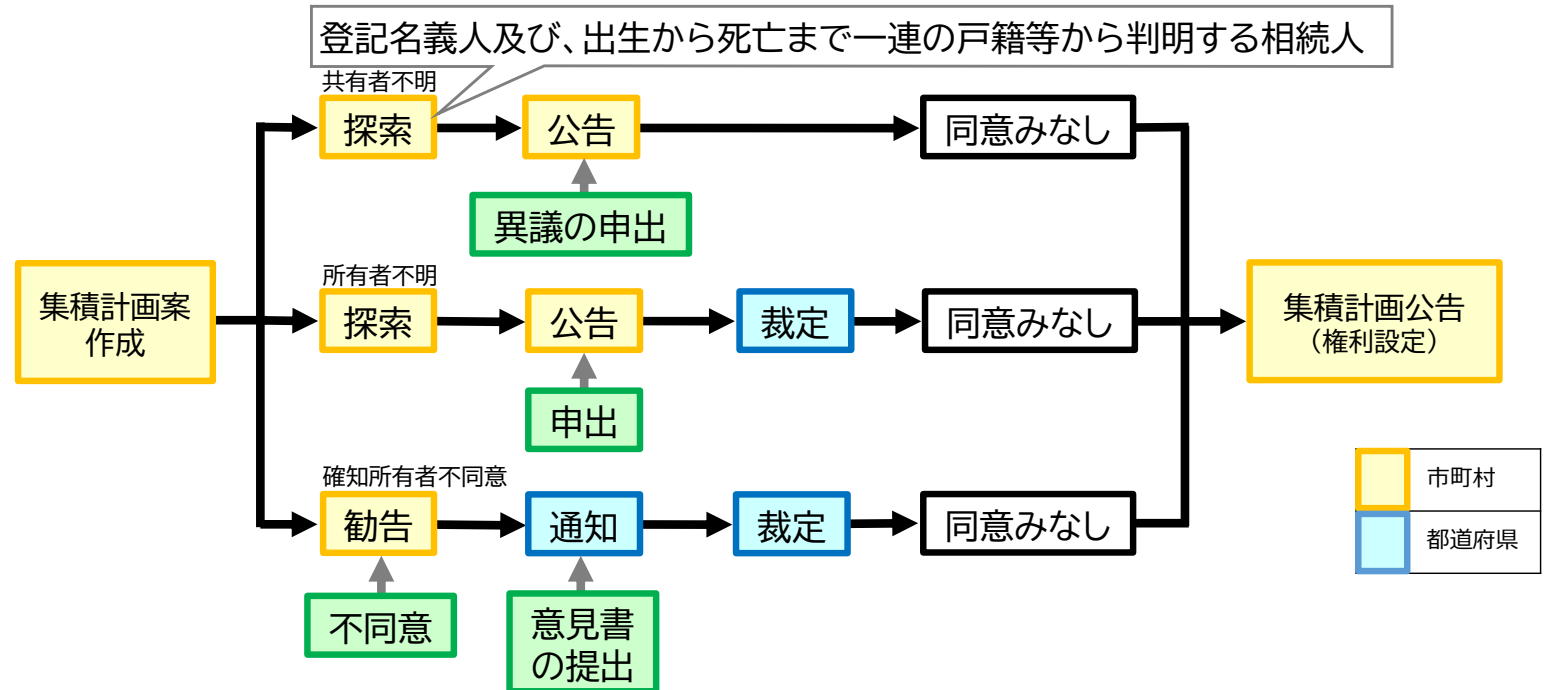 登記名義人及び、出生から死亡まで一連の戸籍等から判明する相続人
共有者不明
探索
公告
同意みなし
異議の申出
集積計画案
作成
所有者不明
探索
公告
裁定
同意みなし
集積計画公告
（権利設定）
申出
確知所有者不同意
勧告
通知
裁定
同意みなし
不同意
意見書
の提出
市町村
都道府県